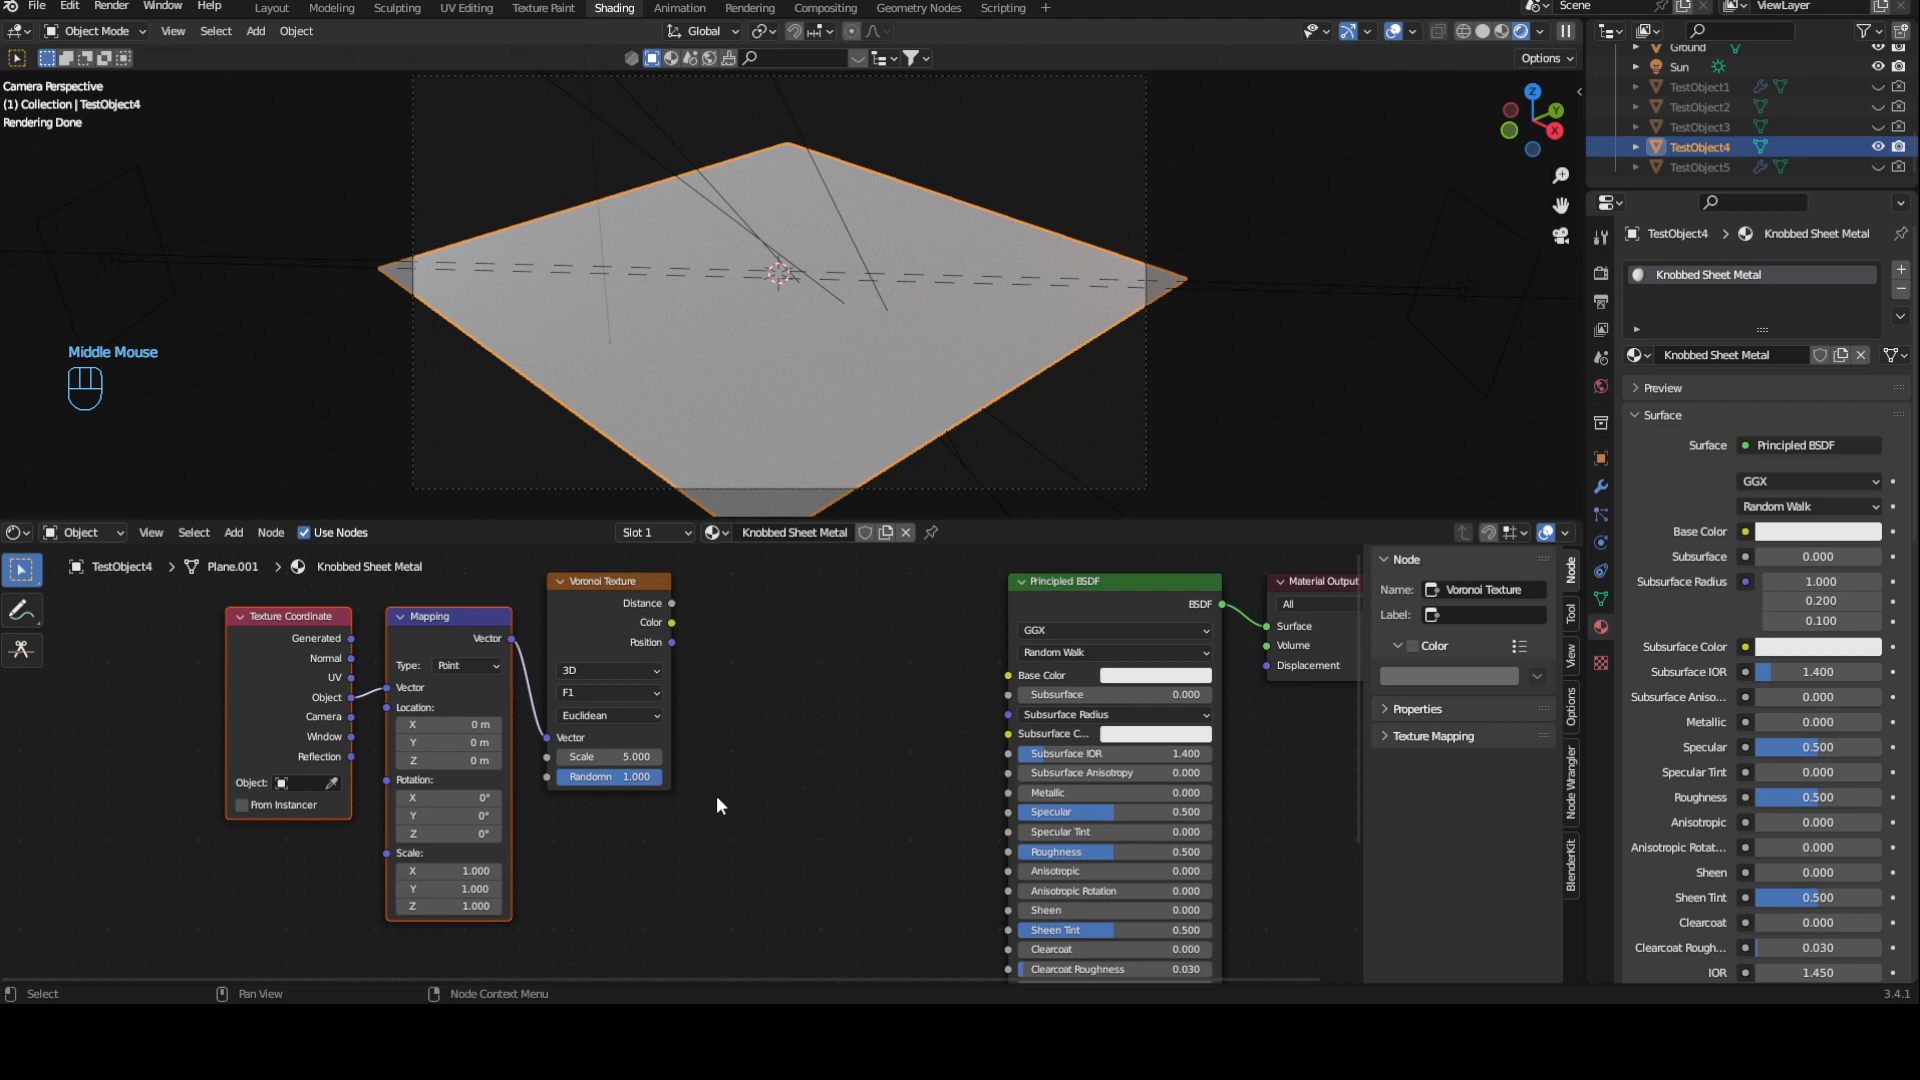 File Edit Render Window Help Layout Modeling Sculpting UV Editing Texture Paint Shading Animation Rendering Compositing Geometry Nodes Scripting + Scene ViewLayer
Object Mode View Select Add Object Global
Options
Camera Perspective
(1) Collection | TestObject4
Rendering Done
Z
Y
X
Middle Mouse
Ground
Sun
TestObject1
TestObject2
TestObject3
TestObject4
TestObject5
TestObject4 > Knobbed Sheet Metal
Knobbed Sheet Metal
Knobbed Sheet Metal
Preview
Surface
Surface Principled BSDF
GGX
Random Walk
Base Color
Subsurface 0.000
Subsurface Radius 1.000
0.200
0.100
Subsurface Color
Subsurface IOR 1.400
Subsurface Aniso... 0.000
Metallic 0.000
Specular 0.500
Specular Tint 0.000
Roughness 0.500
Anisotropic 0.000
Anisotropic Rotat... 0.000
Sheen 0.000
Sheen Tint 0.500
Clearcoat 0.000
Clearcoat Rough... 0.030
IOR 1.450
Object View Select Add Node Use Nodes Slot 1 Knobbed Sheet Metal
TestObject4 > Plane.001 > Knobbed Sheet Metal
Texture Coordinate
Generated
Normal
UV
Object
Camera
Window
Reflection
Object:
From Instancer
Mapping
Vector
Type: Point
Vector
Location:
X 0 m
Y 0 m
Z 0 m
Rotation:
X 0°
Y 0°
Z 0°
Scale:
X 1.000
Y 1.000
Z 1.000
Voronoi Texture
Distance
Color
Position
3D
F1
Euclidean
Vector
Scale 5.000
Randomn 1.000
Principled BSDF
BSDF
GGX
Random Walk
Base Color
Subsurface 0.000
Subsurface Radius
Subsurface C...
Subsurface IOR 1.400
Subsurface Anisotropy 0.000
Metallic 0.000
Specular 0.500
Specular Tint 0.000
Roughness 0.500
Anisotropic 0.000
Anisotropic Rotation 0.000
Sheen 0.000
Sheen Tint 0.500
Clearcoat 0.000
Clearcoat Roughness 0.030
Material Output
All
Surface
Volume
Displacement
Node
Name: Voronoi Texture
Label:
Color
Properties
Texture Mapping
Node
Tool
View
Options
Node Wrangler
BlenderKit
Select Pan View Node Context Menu 3.4.1